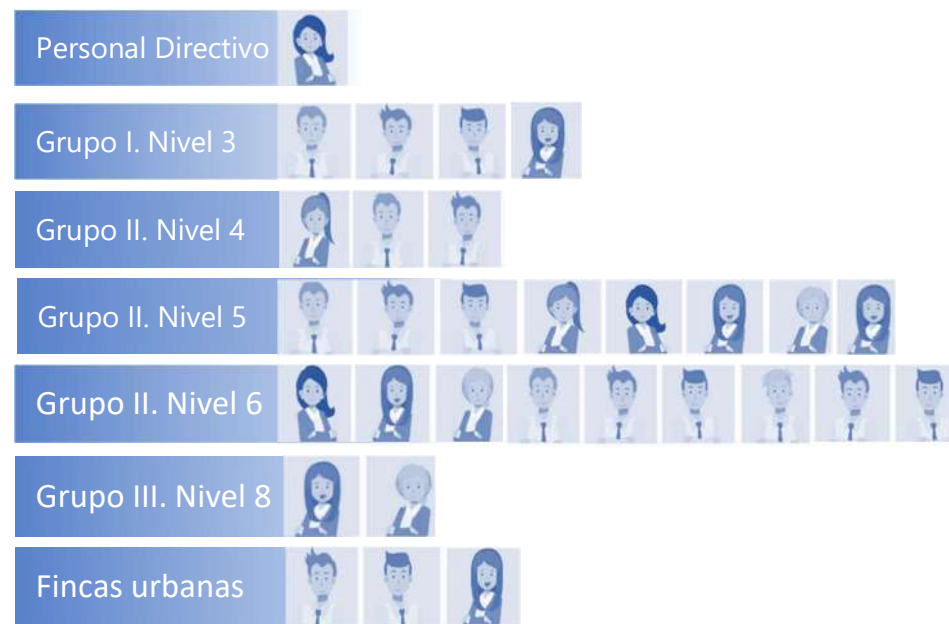 Personal Directivo
Grupo I. Nivel 3
Grupo II. Nivel 4
Grupo II. Nivel 5
Grupo II. Nivel 6
Grupo III. Nivel 8
Fincas urbanas